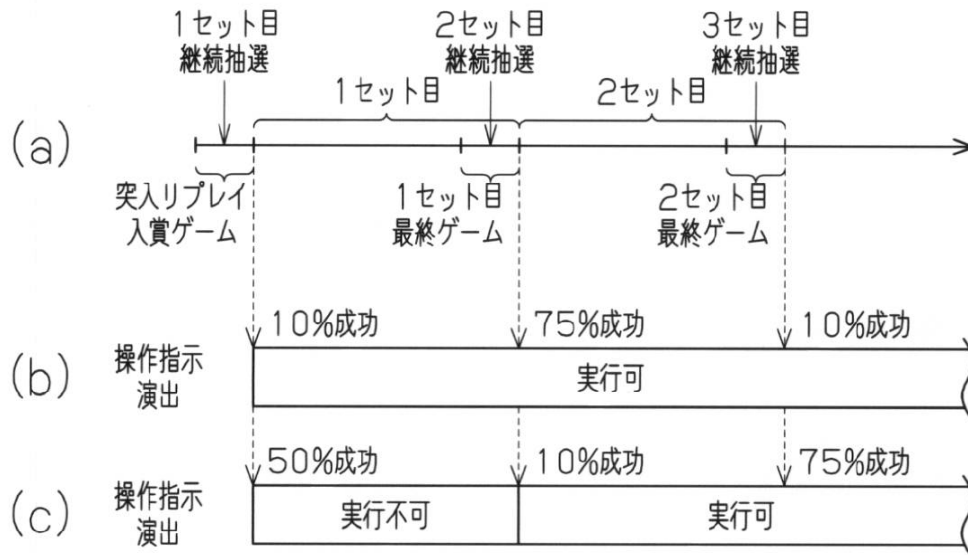 1セット目
継続抽選
2セット目
継続抽選
3セット目
継続抽選
1セット目
2セット目
(a)
突入リプレイ
入賞ゲーム
1セット目
最終ゲーム
2セット目
最終ゲーム
10%成功
75%成功
10%成功
(b)
操作指示
演出
実行可
50%成功
10%成功
75%成功
(c)
操作指示
演出
実行不可
実行可